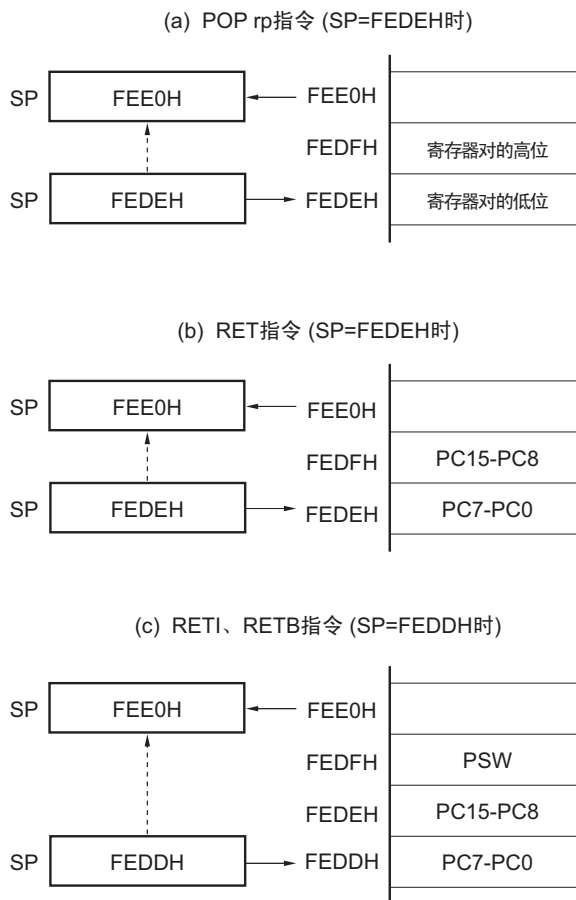 (a) POP rp指令 (SP=FEDEH时)
SP FEE0H FEE0H
FEDFH 寄存器对的高位
SP FEDEH FEDEH 寄存器对的低位
(b) RET指令 (SP=FEDEH时)
SP FEE0H FEE0H
FEDFH PC15-PC8
SP FEDEH FEDEH PC7-PC0
(c) RETI、RETB指令 (SP=FEDDH时)
SP FEE0H FEE0H
FEDFH PSW
FEDEH PC15-PC8
SP FEDDH FEDDH PC7-PC0